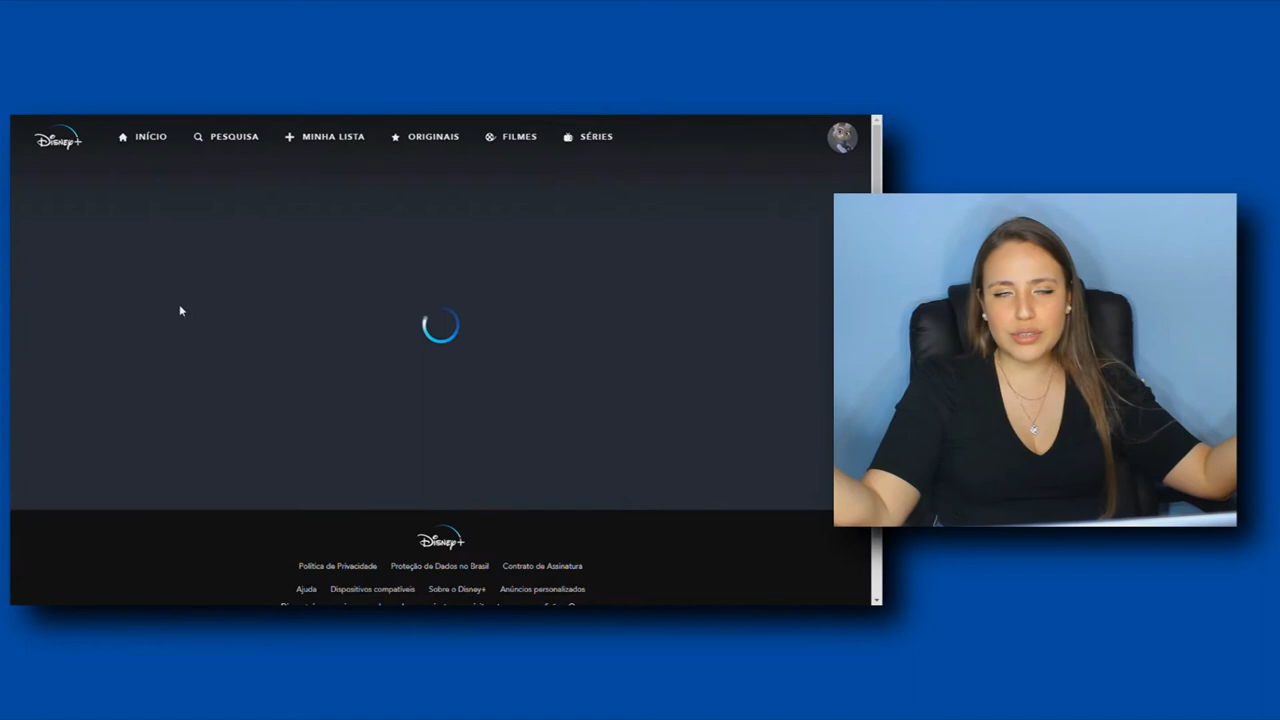 Disney+ INÍCIO PESQUISA MINHA LISTA ORIGINAIS FILMES SÉRIES
Disney+
Política de Privacidade Proteção de Dados no Brasil Contrato de Assinatura
Ajuda Dispositivos compatíveis Sobre o Disney+ Anúncios personalizados